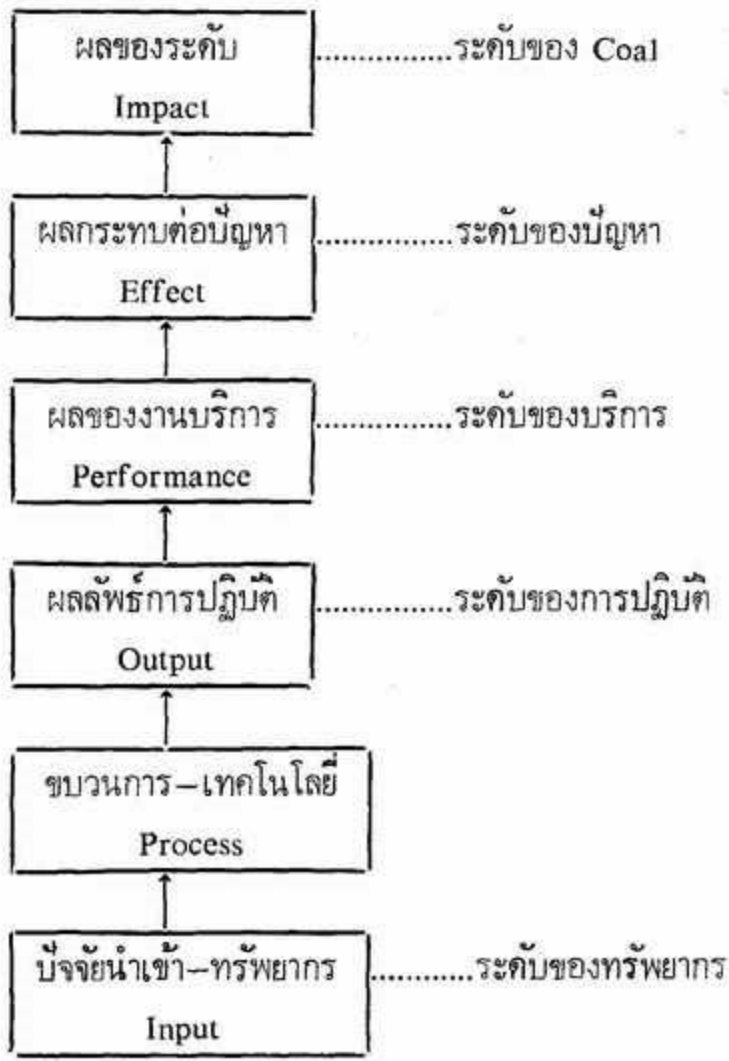 ผลของระดับ ...............ระดับของ Coal
Impact
ผลกระทบต่อปัญหา ...............ระดับของปัญหา
Effect
ผลของงานบริการ ...............ระดับของบริการ
Performance
ผลลัพธ์การปฏิบัติ ...............ระดับของการปฏิบัติ
Output
ขบวนการ–เทคโนโลยี่
Process
ปัจจัยนำเข้า–ทรัพยากร ...........ระดับของทรัพยากร
Input